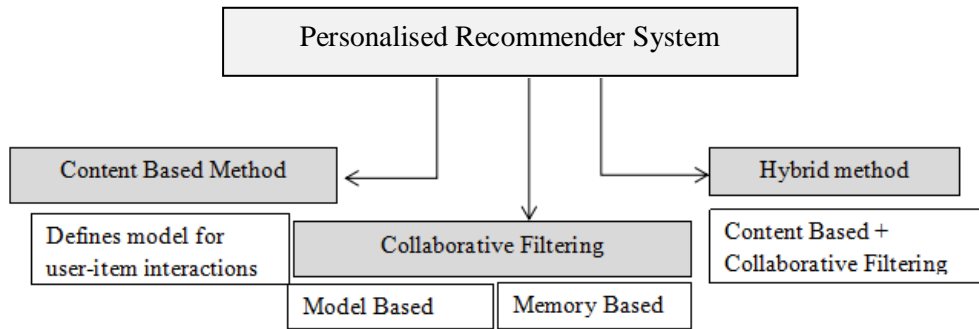 Personalised Recommender System
Content Based Method
Hybrid method
Defines model for
user-item interactions
Collaborative Filtering
Content Based +
Collaborative Filtering
Model Based
Memory Based